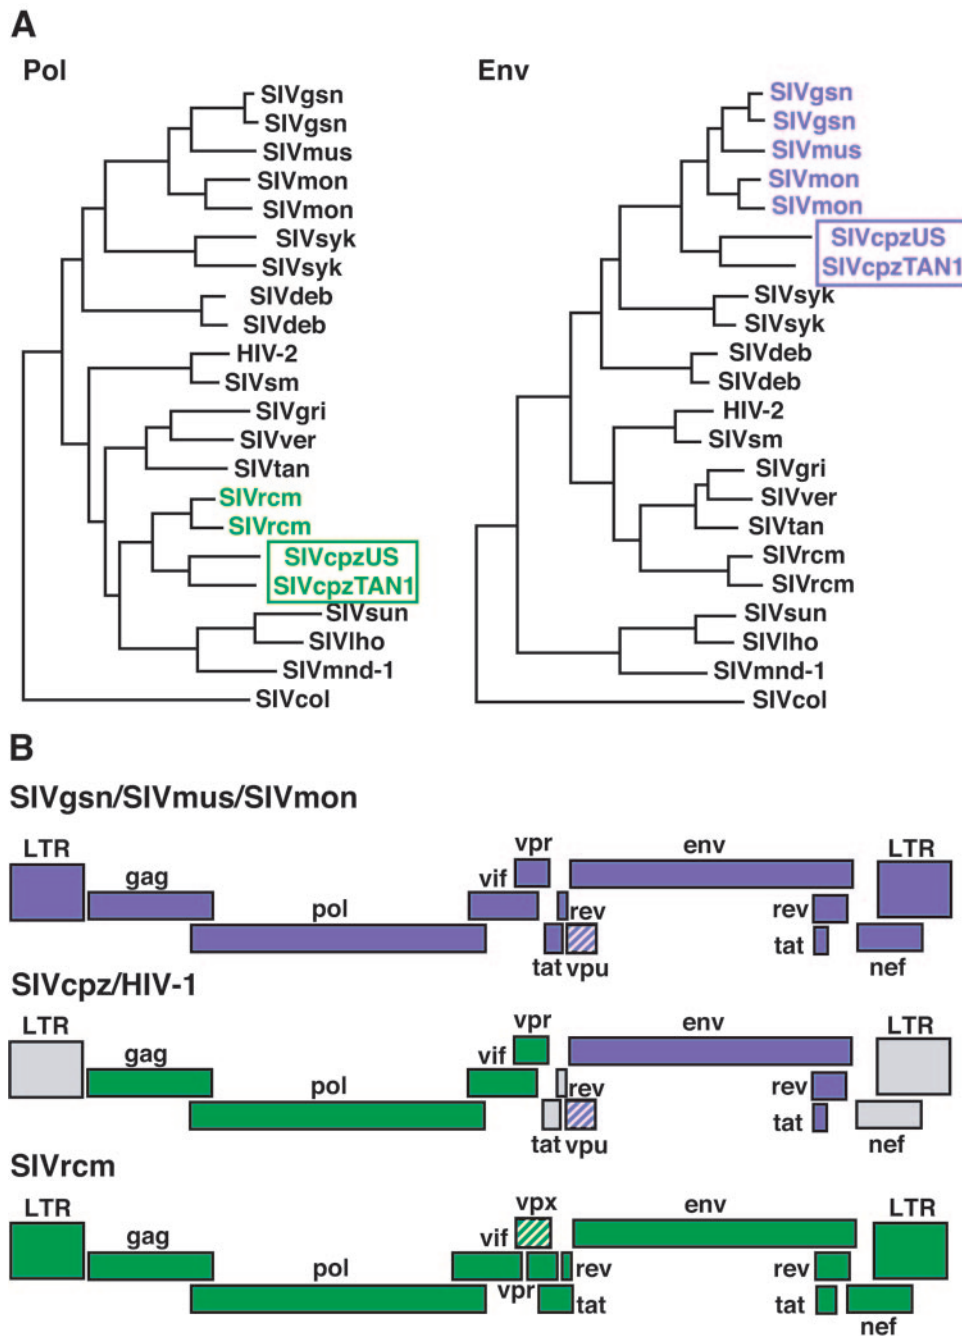 A
Pol
SIVgsn
SIVgsn
SIVmus
SIVmon
SIVmon
SIVsyk
SIVsyk
SIVdeb
SIVdeb
HIV-2
SIVsm
SIVgri
SIVver
SIVtan
SIVrcm
SIVrcm
SIVcpzUS
SIVcpzTAN1
SIVsun
SIVlho
SIVmnd-1
SIVcol
Env
SIVgsn
SIVgsn
SIVmus
SIVmon
SIVmon
SIVcpzUS
SIVcpzTAN1
SIVsyk
SIVsyk
SIVdeb
SIVdeb
HIV-2
SIVsm
SIVgri
SIVver
SIVtan
SIVrcm
SIVrcm
SIVsun
SIVlho
SIVmnd-1
SIVcol
B
SIVgsn/SIVmus/SIVmon
LTR gag pol vif vpr env LTR
rev rev
tat vpu tat nef
SIVcpz/HIV-1
LTR gag pol vif vpr env LTR
rev rev
tat vpu tat nef
SIVrcm
LTR gag pol vif vpx env LTR
vpr rev rev
tat tat nef